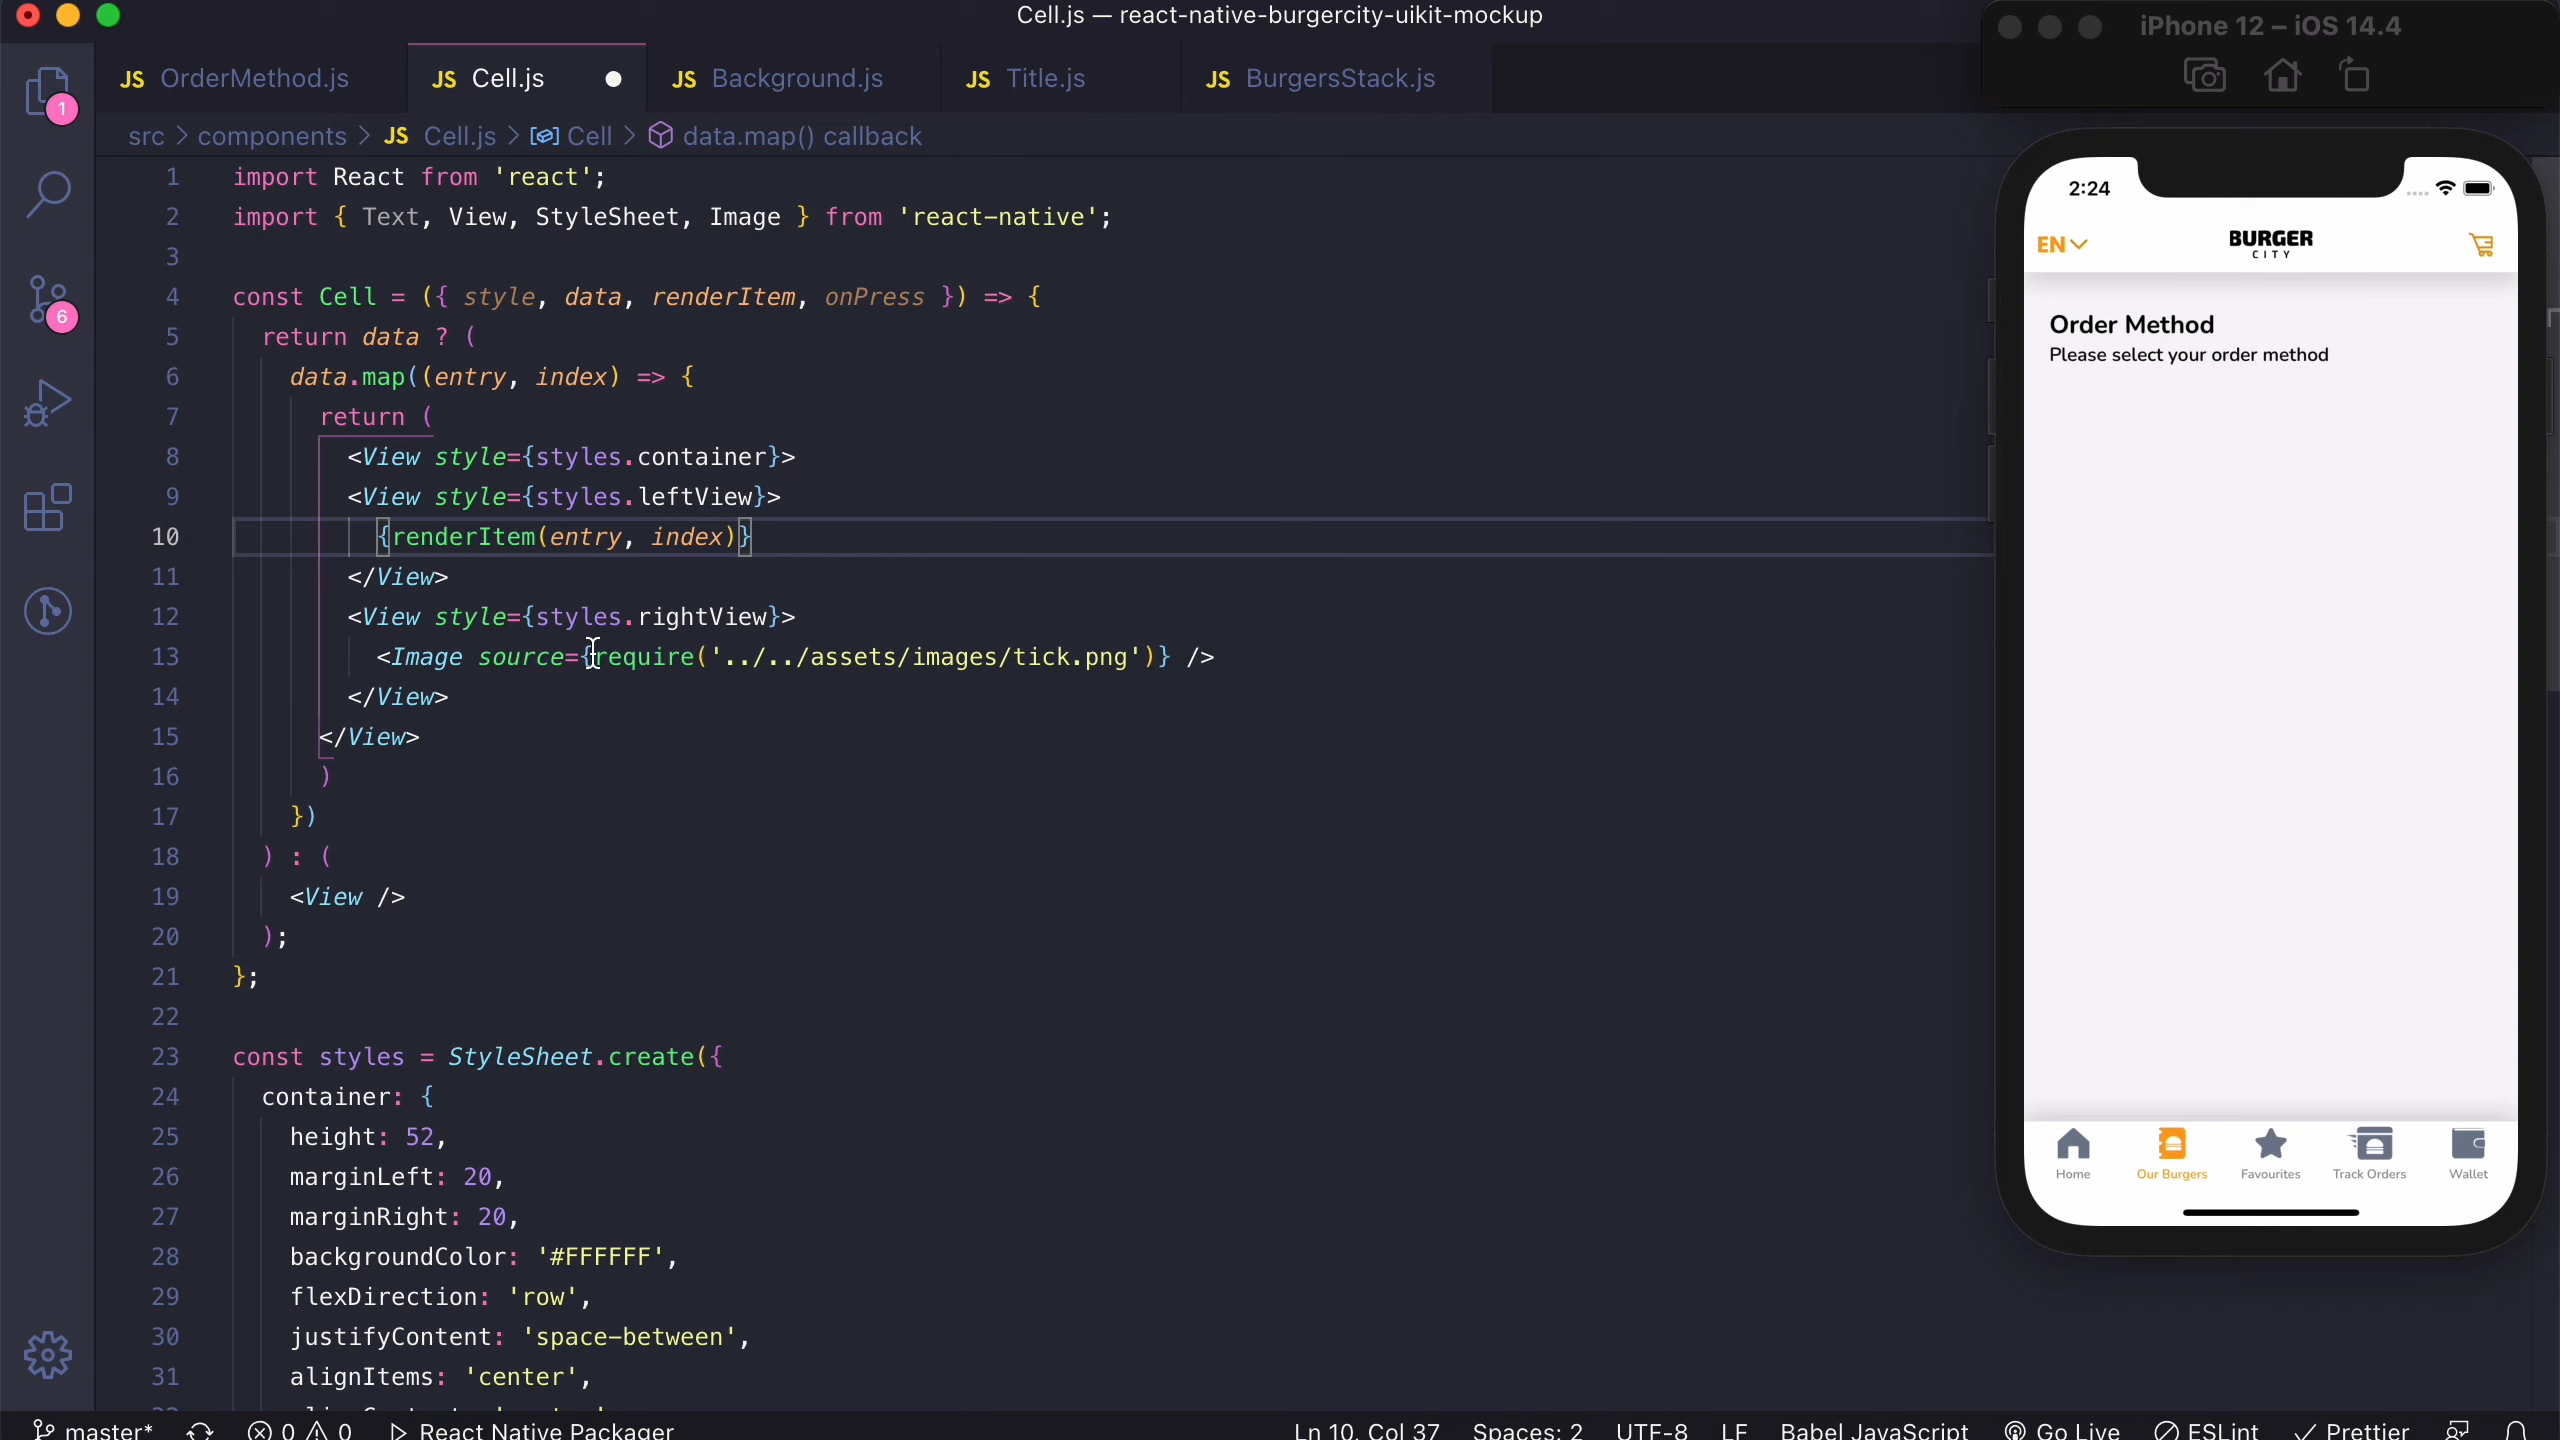 Cell.js — react-native-burgercity-uikit-mockup
JS OrderMethod.js
JS Cell.js
JS Background.js
JS Title.js
JS BurgersStack.js
src > components > JS Cell.js > Cell > data.map() callback
1
6
1 import React from 'react';
2 import { Text, View, StyleSheet, Image } from 'react-native';
3
4 const Cell = ({ style, data, renderItem, onPress }) => {
5 return data ? (
6 data.map((entry, index) => {
7 return (
8 <View style={styles.container}>
9 <View style={styles.leftView}>
10 {renderItem(entry, index)}
11 </View>
12 <View style={styles.rightView}>
13 <Image source={require('../../assets/images/tick.png')} />
14 </View>
15 </View>
16 )
17 })
18 ) : (
19 <View />
20 );
21 };
22
23 const styles = StyleSheet.create({
24 container: {
25 height: 52,
26 marginLeft: 20,
27 marginRight: 20,
28 backgroundColor: '#FFFFFF',
29 flexDirection: 'row',
30 justifyContent: 'space-between',
31 alignItems: 'center',
master* 0 0 React Native Packager
Ln 10, Col 37 Spaces: 2 UTF-8 LF Babel JavaScript Go Live ESLint Prettier
iPhone 12 – iOS 14.4
2:24
EN
BURGER
CITY
Order Method
Please select your order method
Home
Our Burgers
Favourites
Track Orders
Wallet